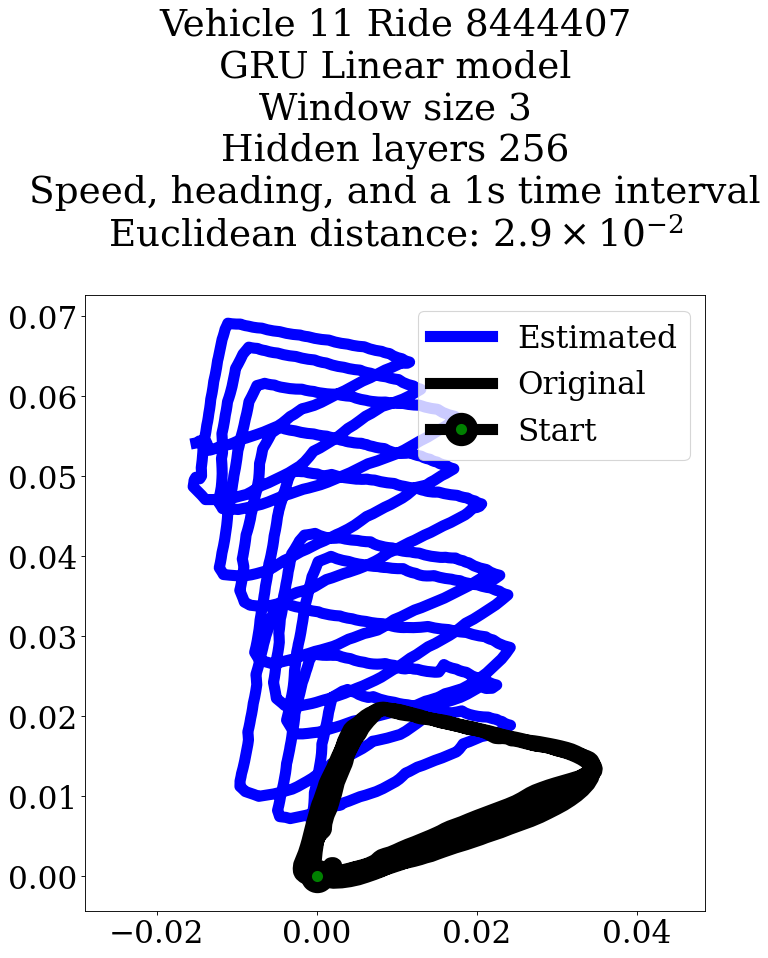 Vehicle 11 Ride 8444407
GRU Linear model
Window size 3
Hidden layers 256
Speed, heading, and a 1s time interval
Euclidean distance: 2.9 × 10⁻²
Estimated
Original
Start
0.07
0.06
0.05
0.04
0.03
0.02
0.01
0.00
−0.02 0.00 0.02 0.04